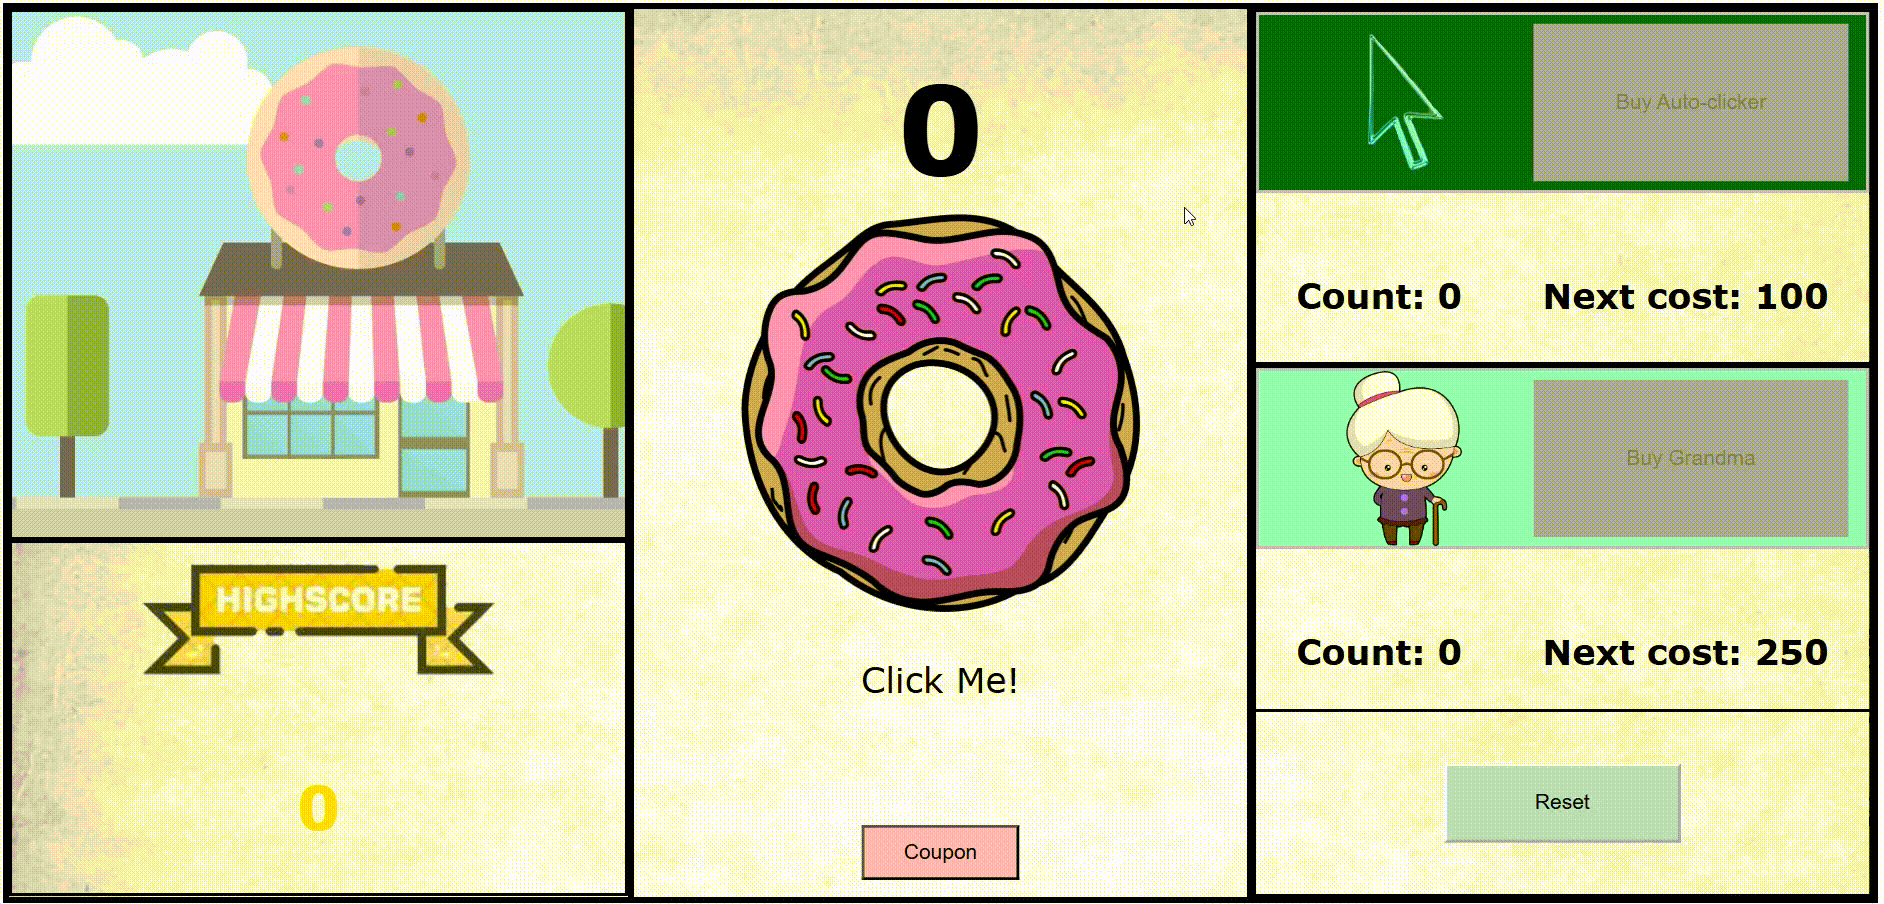 HIGHSCORE
0
0
Click Me!
Coupon
Buy Auto-clicker
Count: 0 Next cost: 100
Buy Grandma
Count: 0 Next cost: 250
Reset